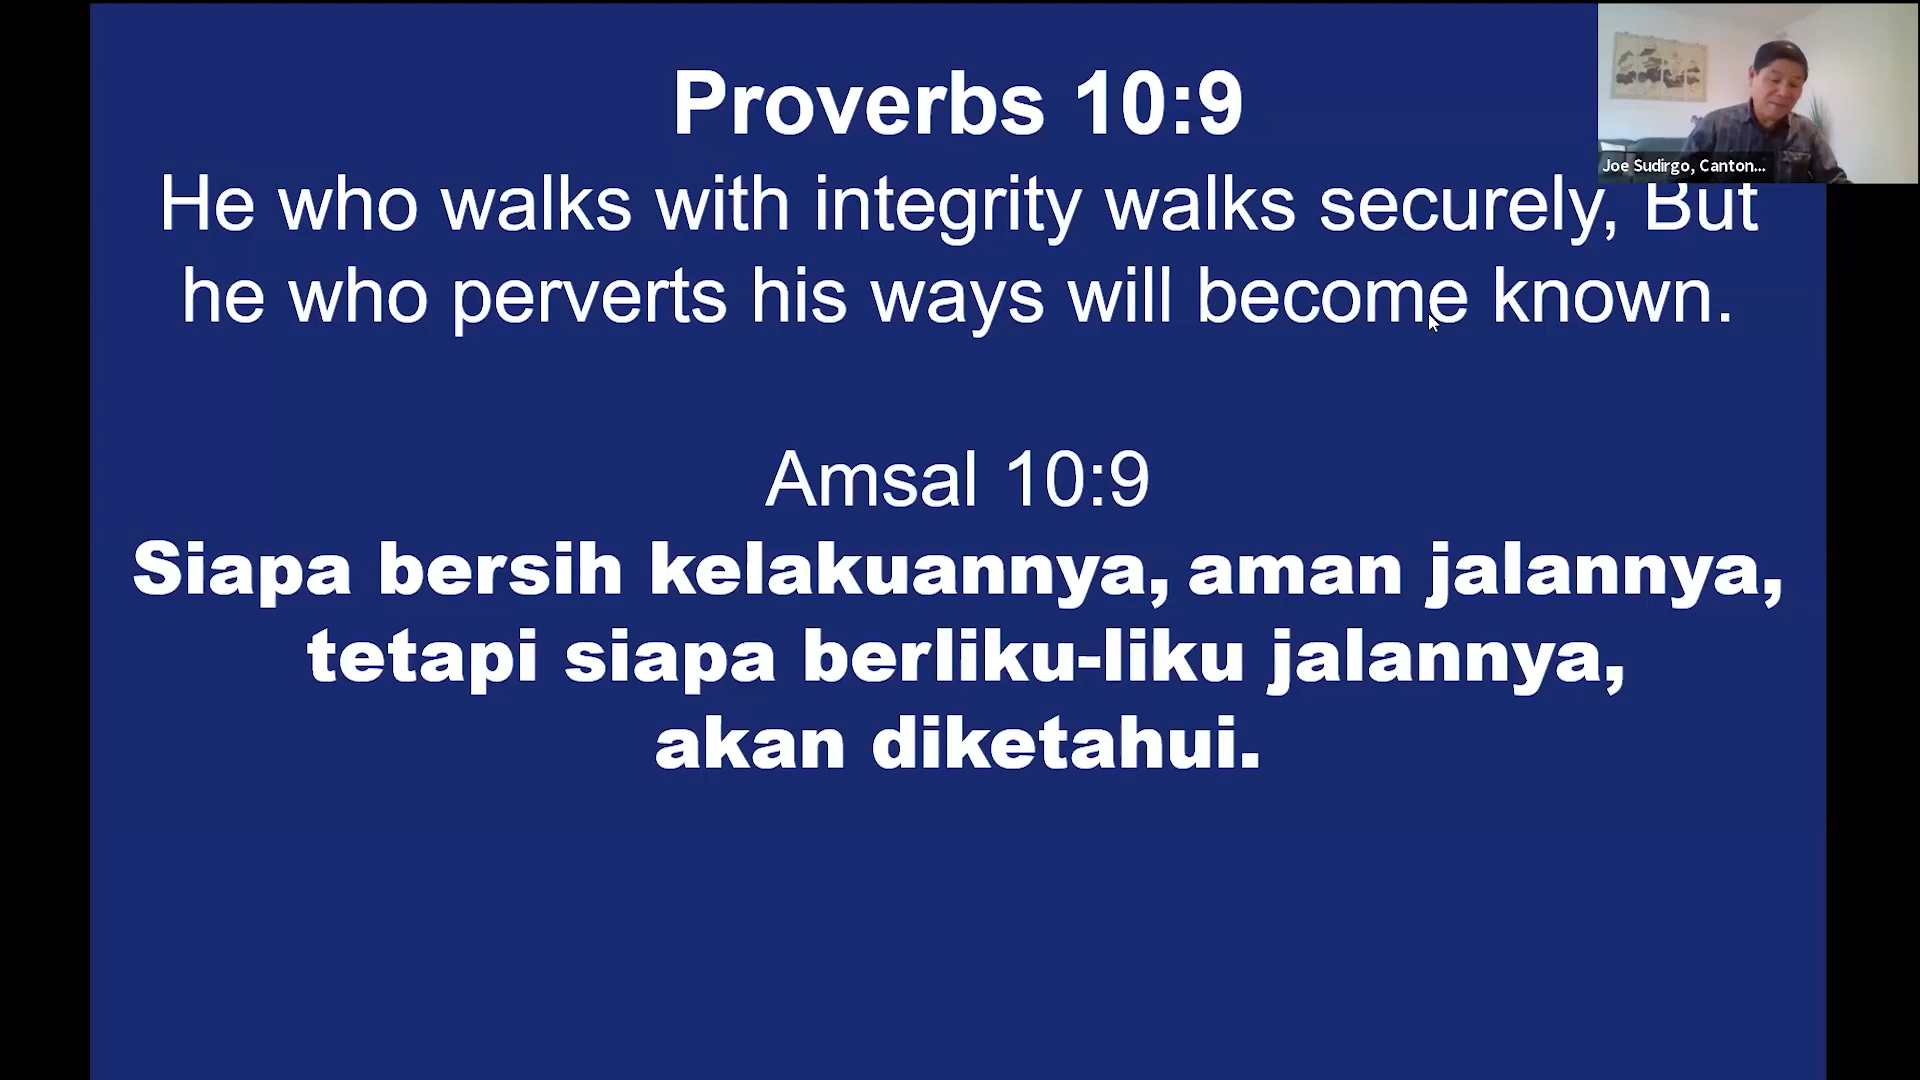 Proverbs 10:9
He who walks with integrity walks securely, But
he who perverts his ways will become known.
Amsal 10:9
Siapa bersih kelakuannya, aman jalannya,
tetapi siapa berliku-liku jalannya,
akan diketahui.
Joe Sudirgo, Canton...